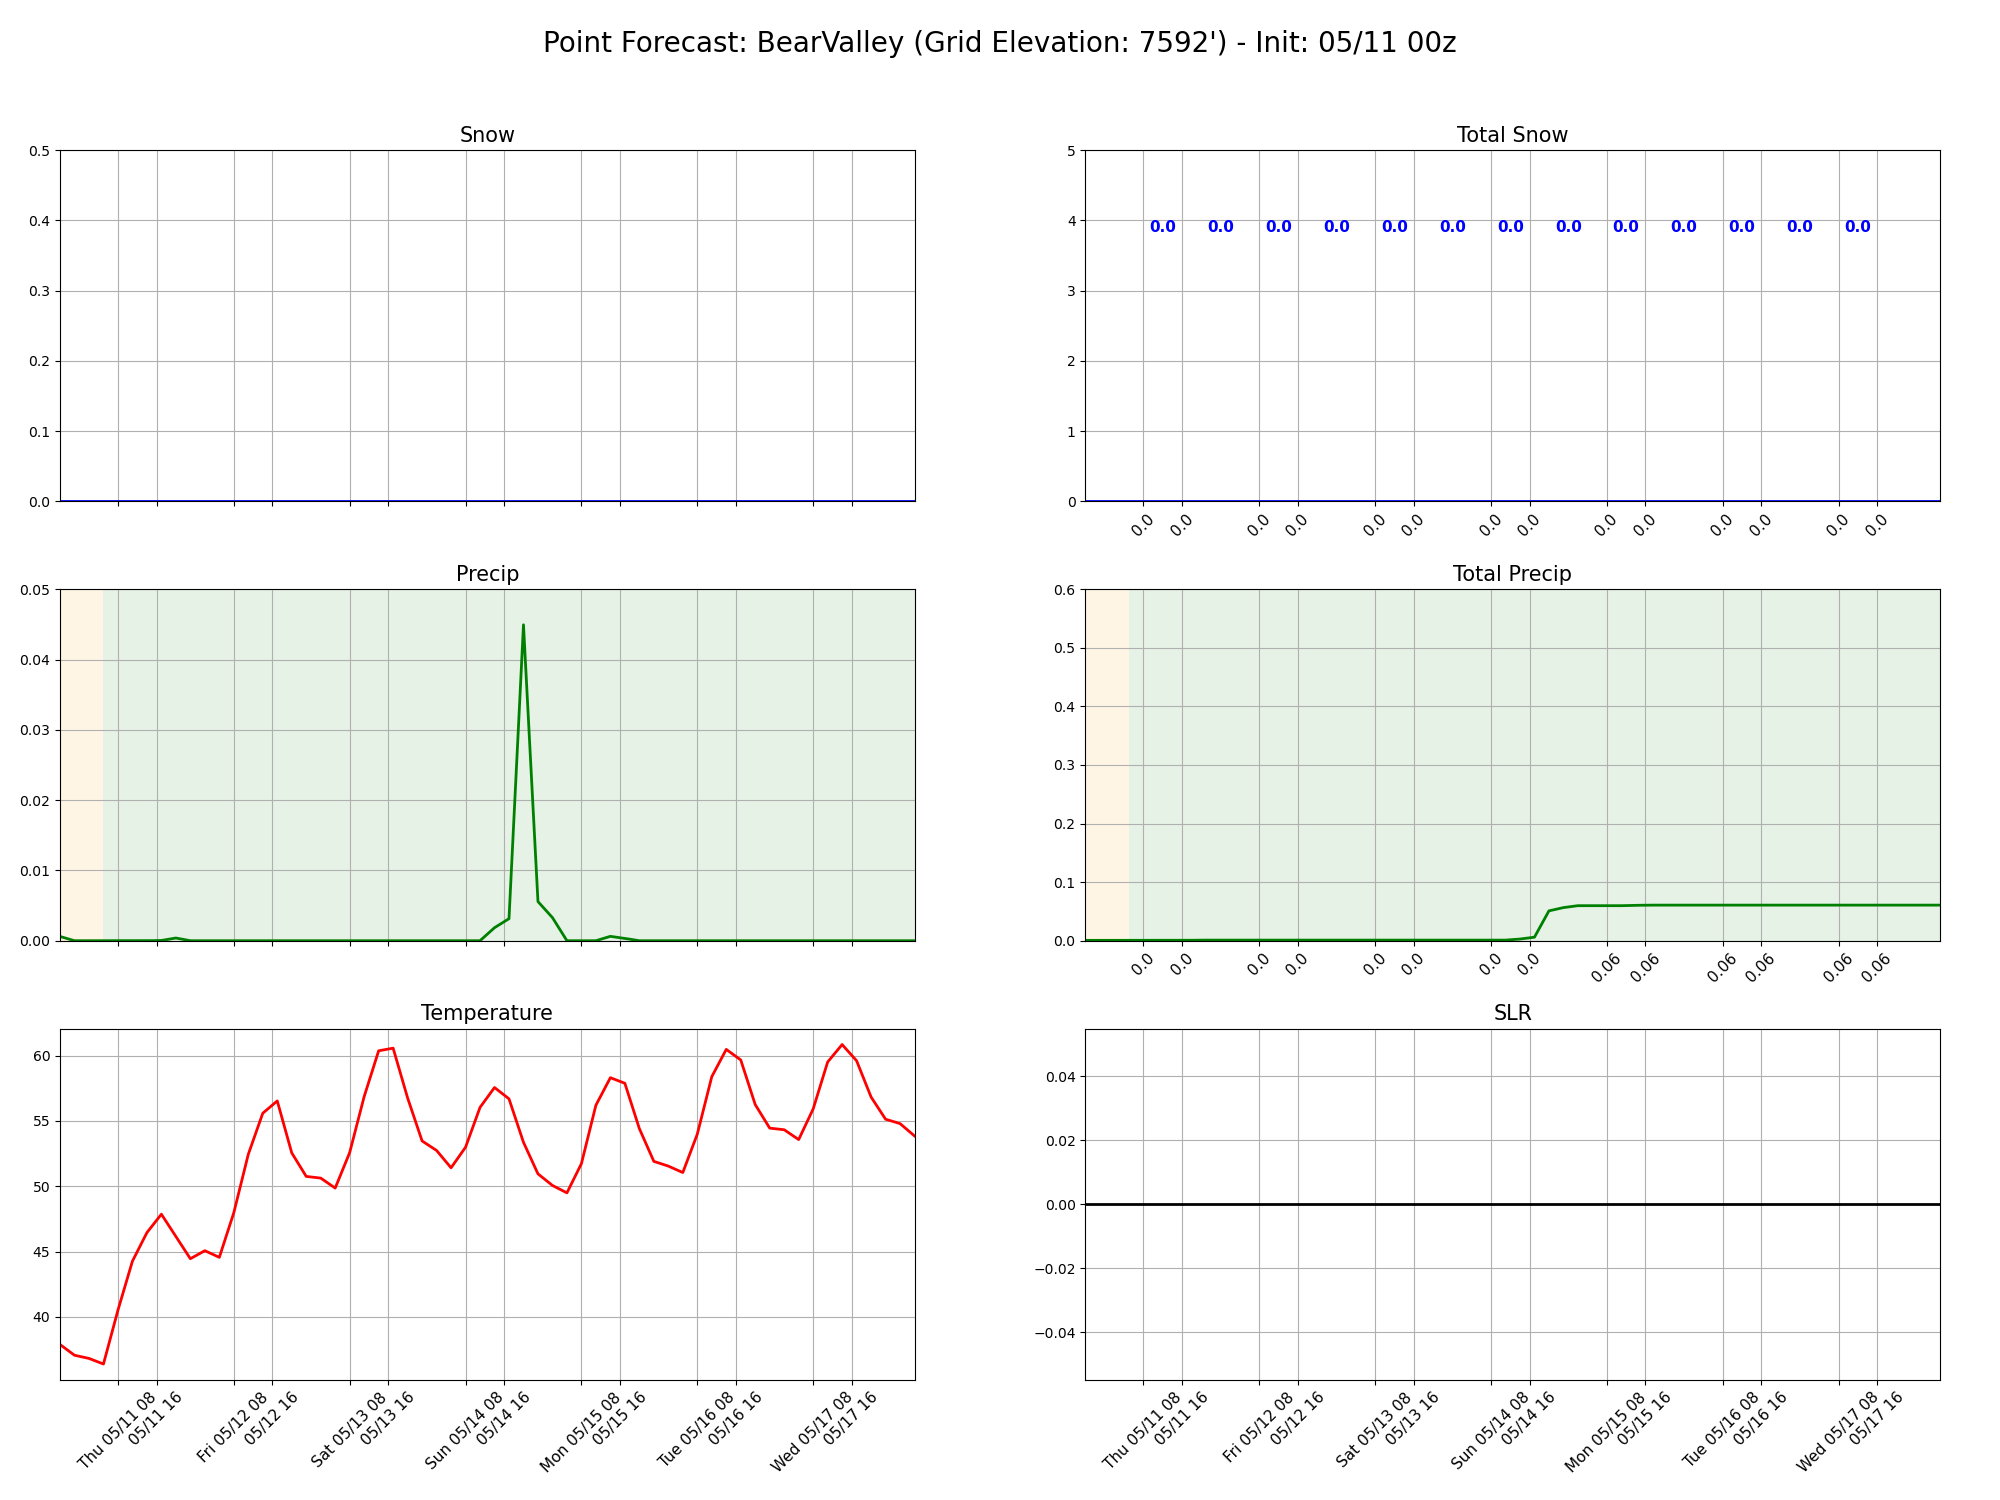 Point Forecast: BearValley (Grid Elevation: 7592') - Init: 05/11 00z
Snow
0.5
0.4
0.3
0.2
0.1
0.0
Total Snow
5
4
3
2
1
0
0.0 0.0 0.0 0.0 0.0 0.0 0.0 0.0 0.0 0.0 0.0 0.0 0.0
0.0 0.0 0.0 0.0 0.0 0.0 0.0 0.0 0.0 0.0 0.0 0.0 0.0 0.0
Precip
0.05
0.04
0.03
0.02
0.01
0.00
Total Precip
0.6
0.5
0.4
0.3
0.2
0.1
0.0
0.0 0.0 0.0 0.0 0.0 0.0 0.0 0.0 0.06 0.06 0.06 0.06 0.06 0.06
Temperature
60
55
50
45
40
Thu 05/11 08
05/11 16
Fri 05/12 08
05/12 16
Sat 05/13 08
05/13 16
Sun 05/14 08
05/14 16
Mon 05/15 08
05/15 16
Tue 05/16 08
05/16 16
Wed 05/17 08
05/17 16
SLR
0.04
0.02
0.00
−0.02
−0.04
Thu 05/11 08
05/11 16
Fri 05/12 08
05/12 16
Sat 05/13 08
05/13 16
Sun 05/14 08
05/14 16
Mon 05/15 08
05/15 16
Tue 05/16 08
05/16 16
Wed 05/17 08
05/17 16